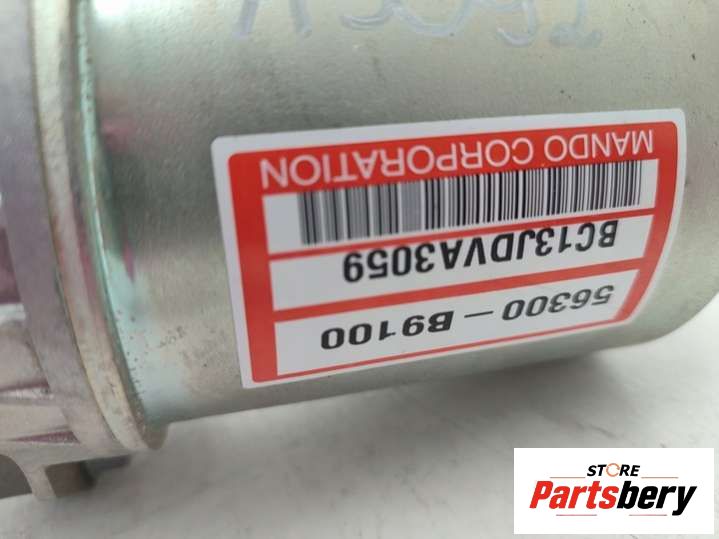 56300 - B9100
BC13JDVA3059
MANDO CORPORATION
STORE
Partsbery